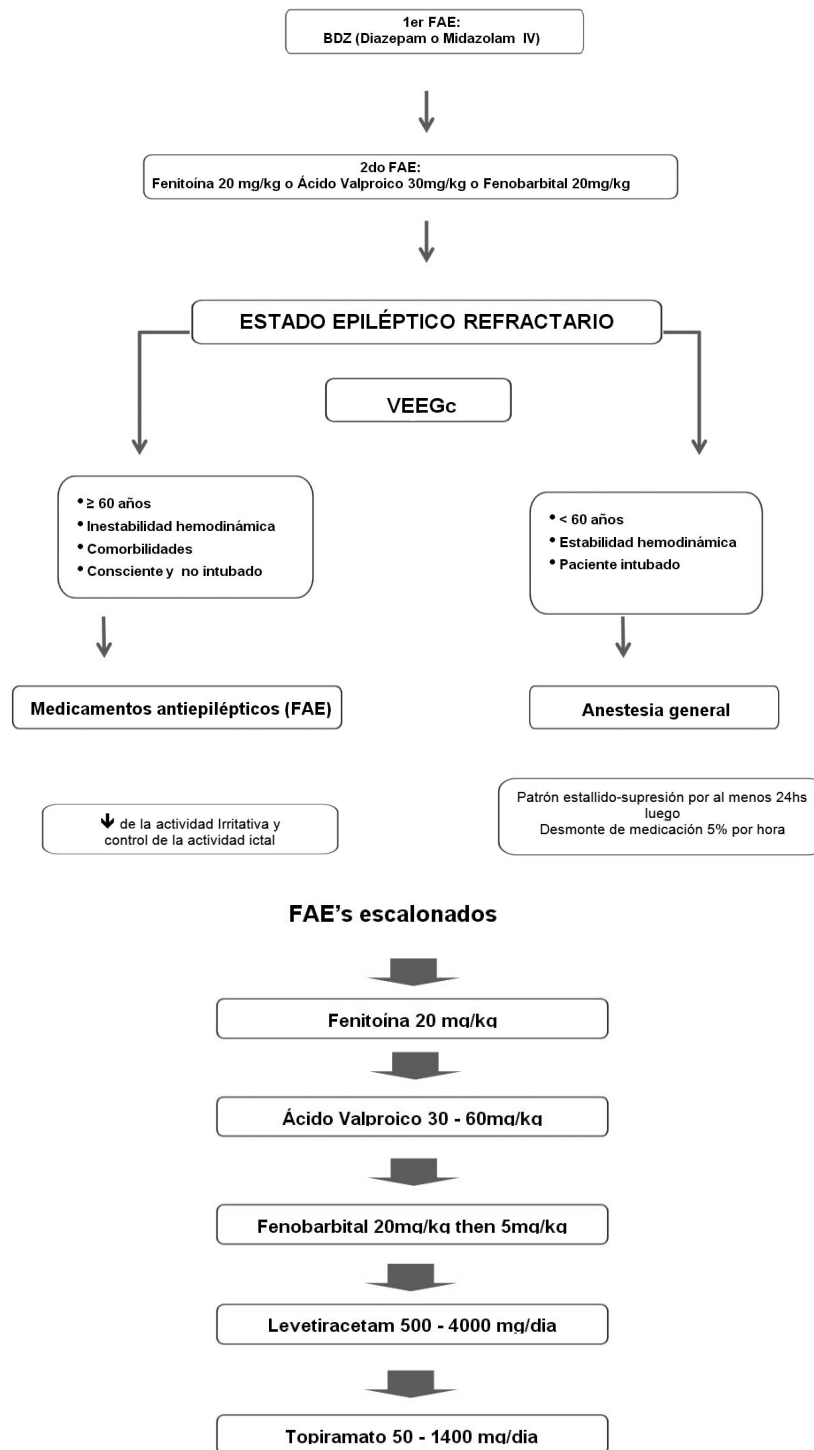 1er FAE:
BDZ (Diazepam o Midazolam IV)
2do FAE:
Fenitoína 20 mg/kg o Ácido Valproico 30mg/kg o Fenobarbital 20mg/kg
ESTADO EPILÉPTICO REFRACTARIO
VEEGc
• ≥ 60 años
• Inestabilidad hemodinámica
• Comorbilidades
• Consciente y no intubado
• < 60 años
• Estabilidad hemodinámica
• Paciente intubado
Medicamentos antiepilépticos (FAE)
Anestesia general
🡻 de la actividad Irritativa y
control de la actividad ictal
Patrón estallido-supresión por al menos 24hs
luego
Desmonte de medicación 5% por hora
FAE’s escalonados
Fenitoína 20 mg/kg
Ácido Valproico 30 - 60mg/kg
Fenobarbital 20mg/kg then 5mg/kg
Levetiracetam 500 - 4000 mg/dia
Topiramato 50 - 1400 mg/dia